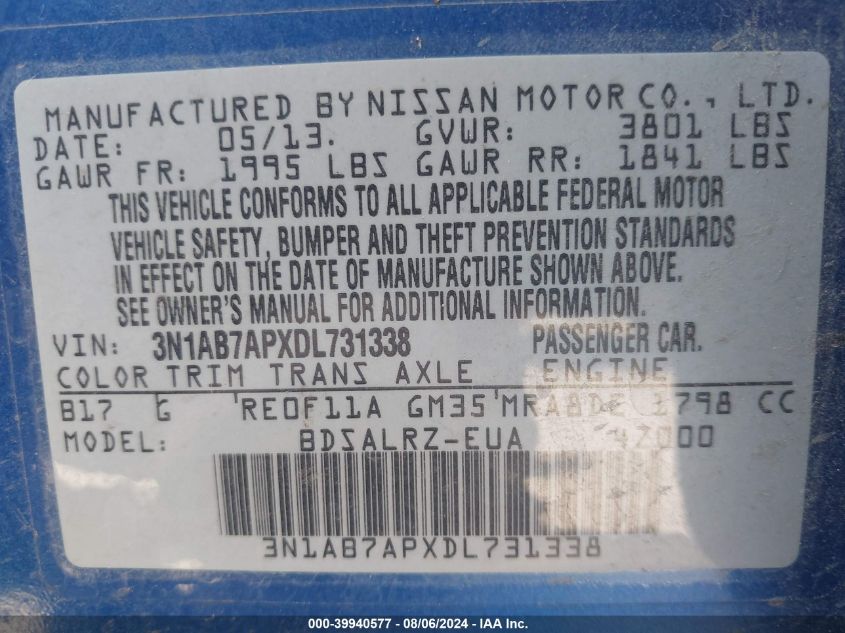 MANUFACTURED BY NISSAN MOTOR CO., LTD.
DATE: 05/13. GVWR: 3801 LBS
GAWR FR: 1995 LBS GAWR RR: 1841 LBS
THIS VEHICLE CONFORMS TO ALL APPLICABLE FEDERAL MOTOR
VEHICLE SAFETY, BUMPER AND THEFT PREVENTION STANDARDS
IN EFFECT ON THE DATE OF MANUFACTURE SHOWN ABOVE.
SEE OWNER'S MANUAL FOR ADDITIONAL INFORMATION.
VIN: 3N1AB7APXDL731338 PASSENGER CAR.
COLOR TRIM TRANS AXLE ENGINE
B17 G 'RE0F11A GM35'MRA8DE 1798 CC
MODEL: BDSALRZ-EUA 4Z000
3N1AB7APXDL731338
000-39940577 - 08/06/2024 - IAA Inc.